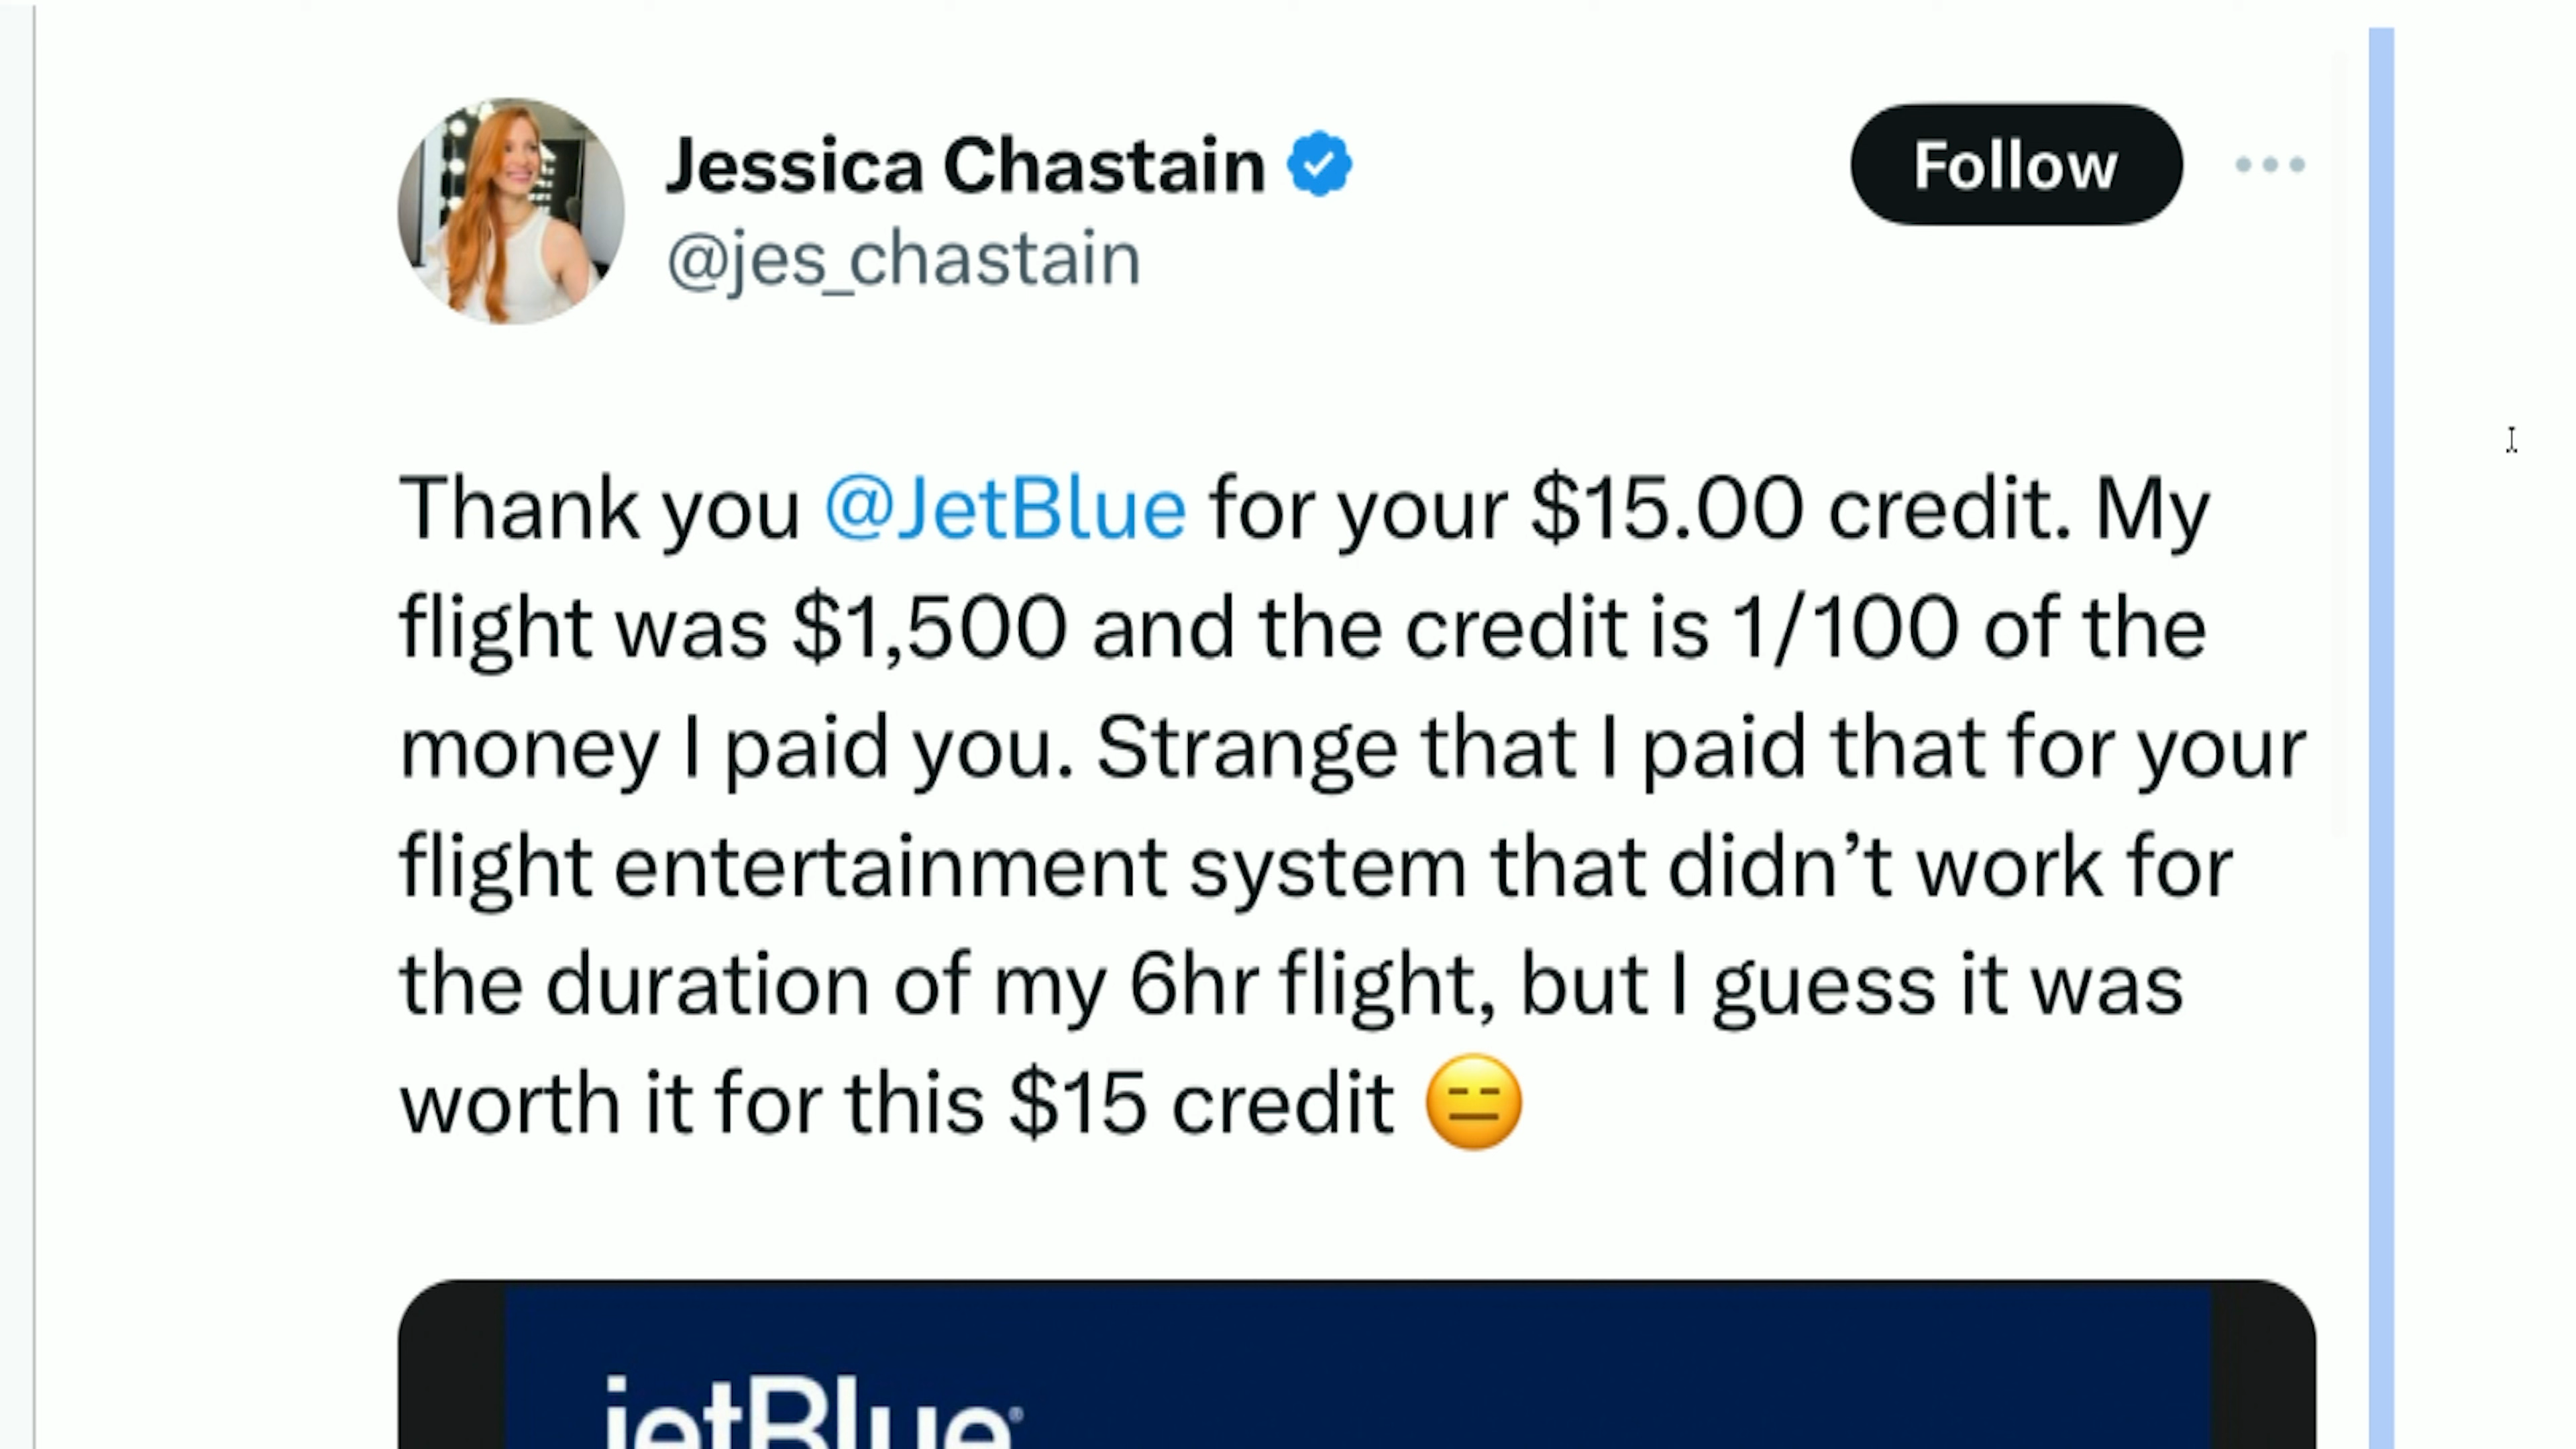 Jessica Chastain
Follow
@jes_chastain
Thank you @JetBlue for your $15.00 credit. My
flight was $1,500 and the credit is 1/100 of the
money I paid you. Strange that I paid that for your
flight entertainment system that didn’t work for
the duration of my 6hr flight, but I guess it was
worth it for this $15 credit 😑
jetBlue®